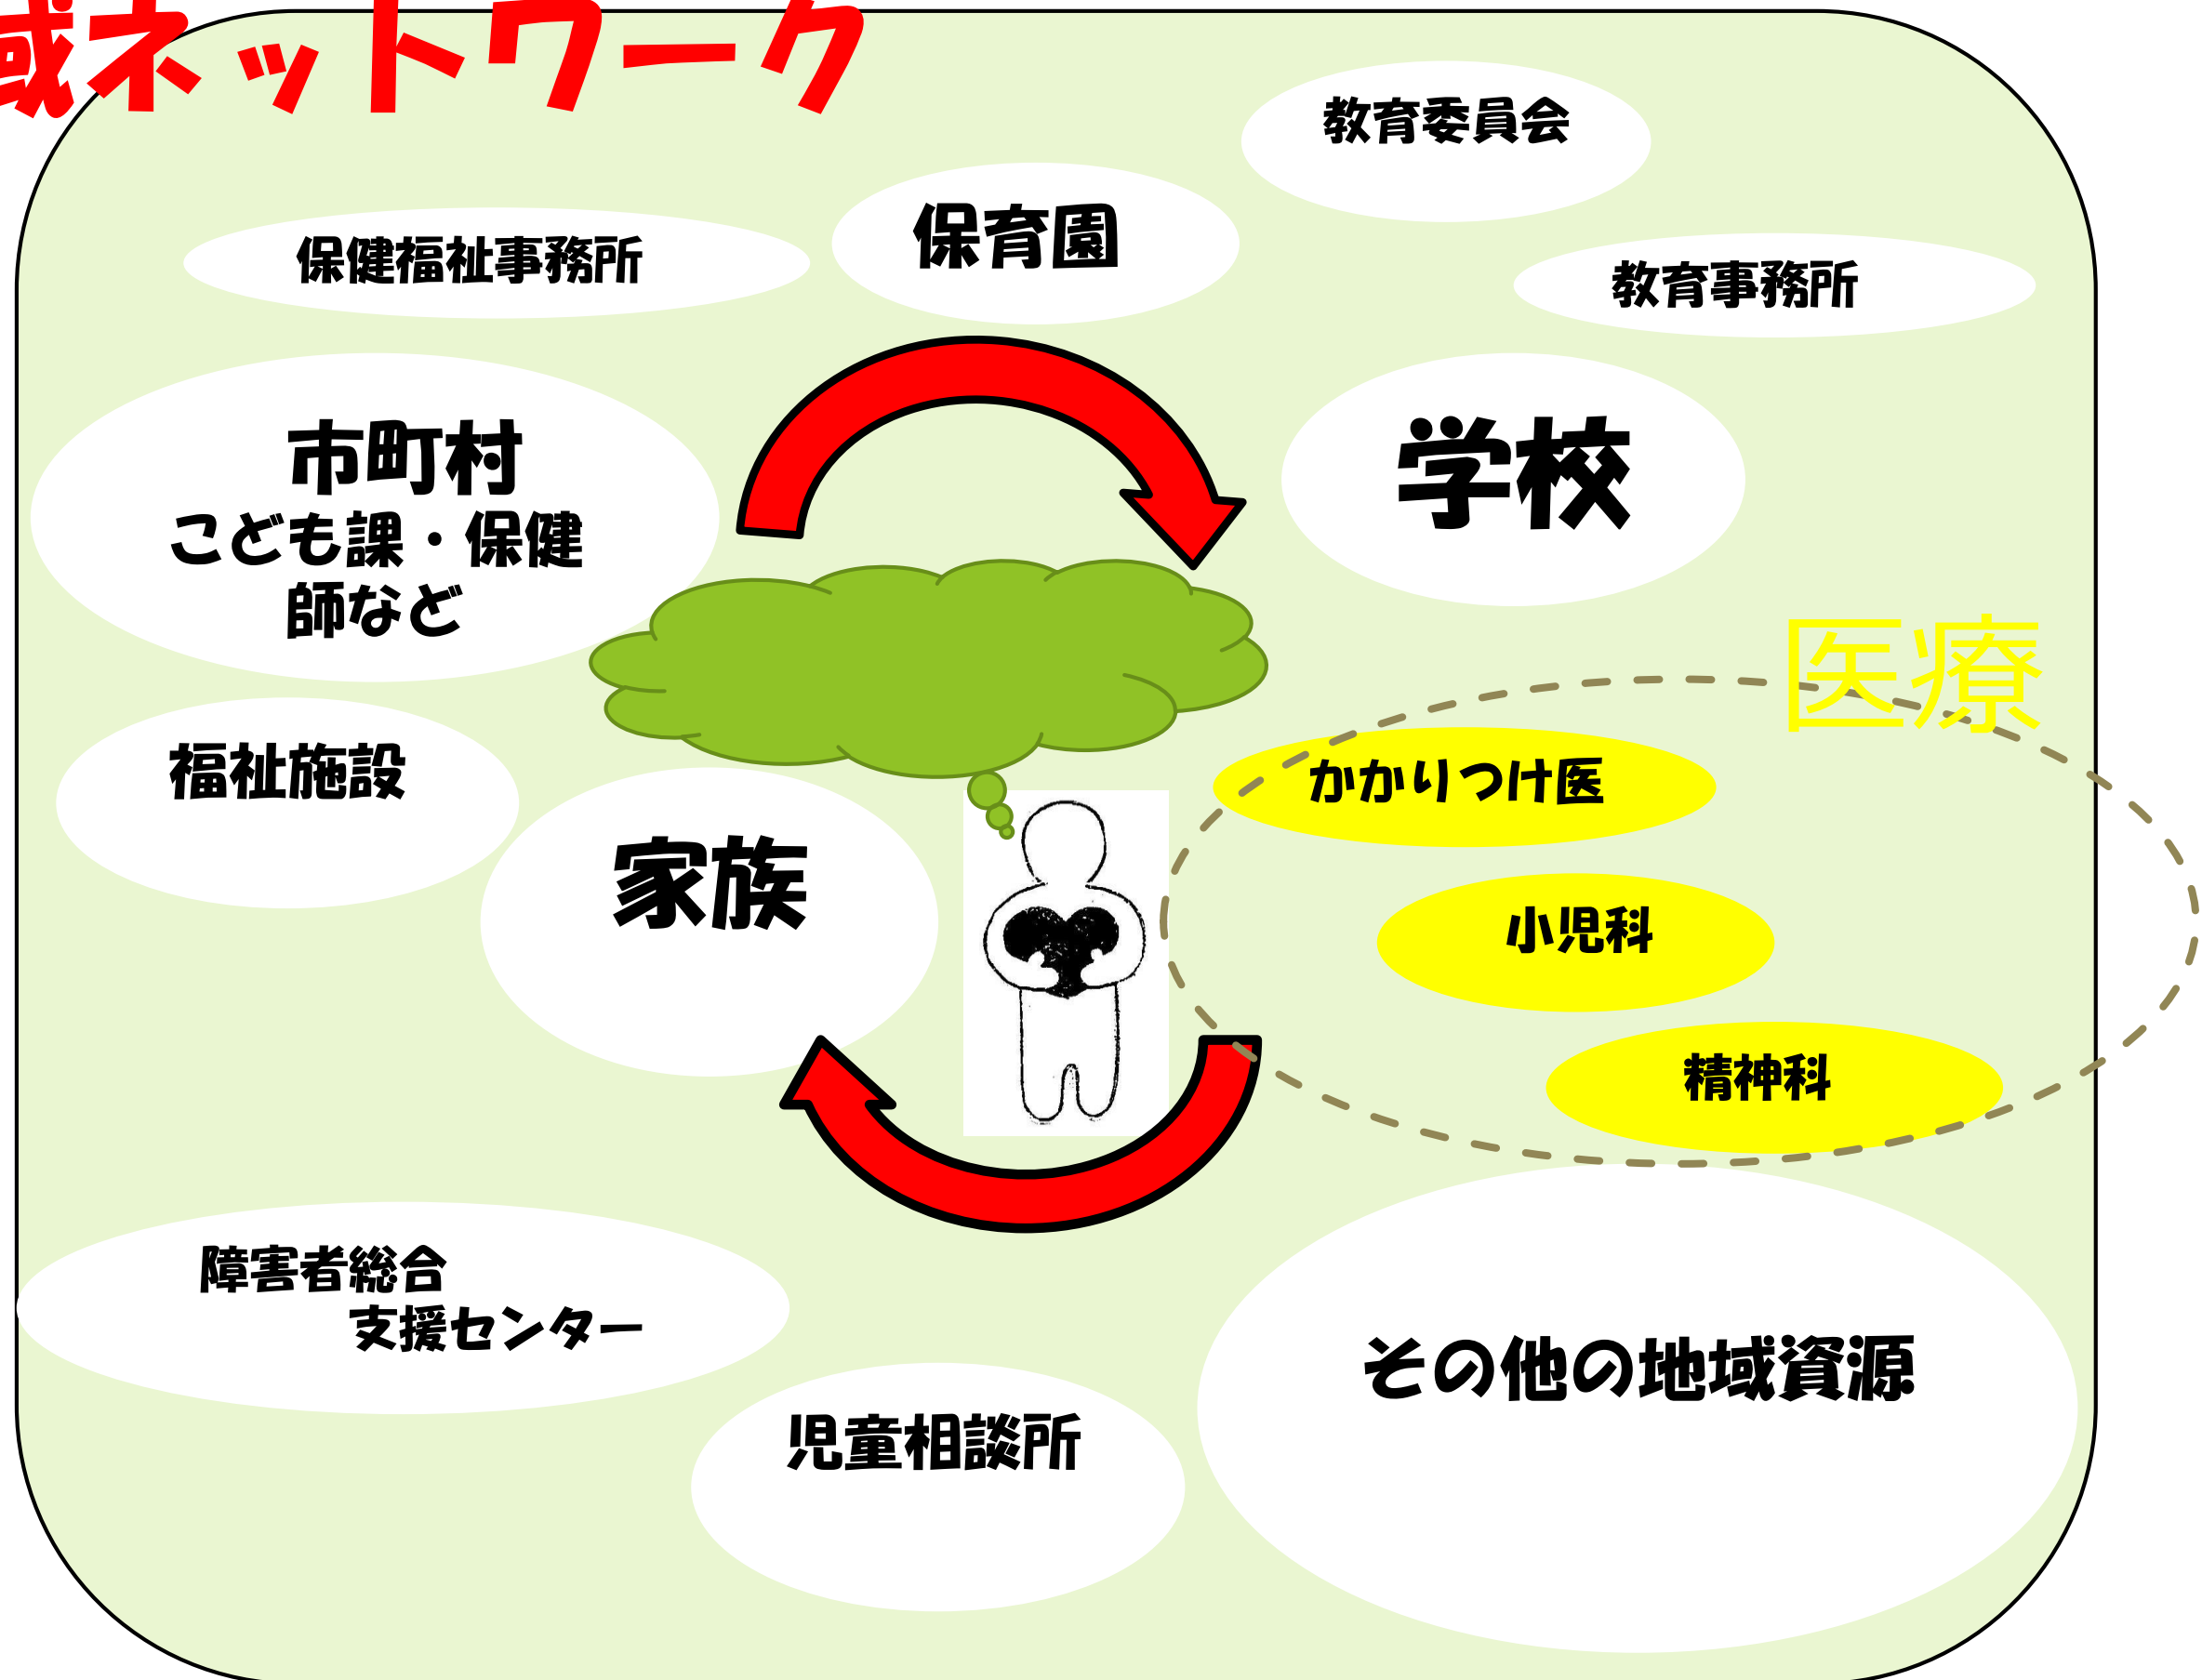 域ネットワーク
教育委員会
保育園
保健福祉事務所
教育事務所
市町村
こども課・保健
師など
学校
医療
福祉施設
かかりつけ医
家族
小児科
精神科
障害者総合
支援センター
その他の地域資源
児童相談所